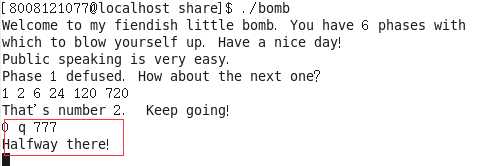 [8008121077@localhost share]$ ./bomb
Welcome to my fiendish little bomb. You have 6 phases with
which to blow yourself up. Have a nice day!
Public speaking is very easy.
Phase 1 defused. How about the next one?
1 2 6 24 120 720
That's number 2.  Keep going!
0 q 777
Halfway there!